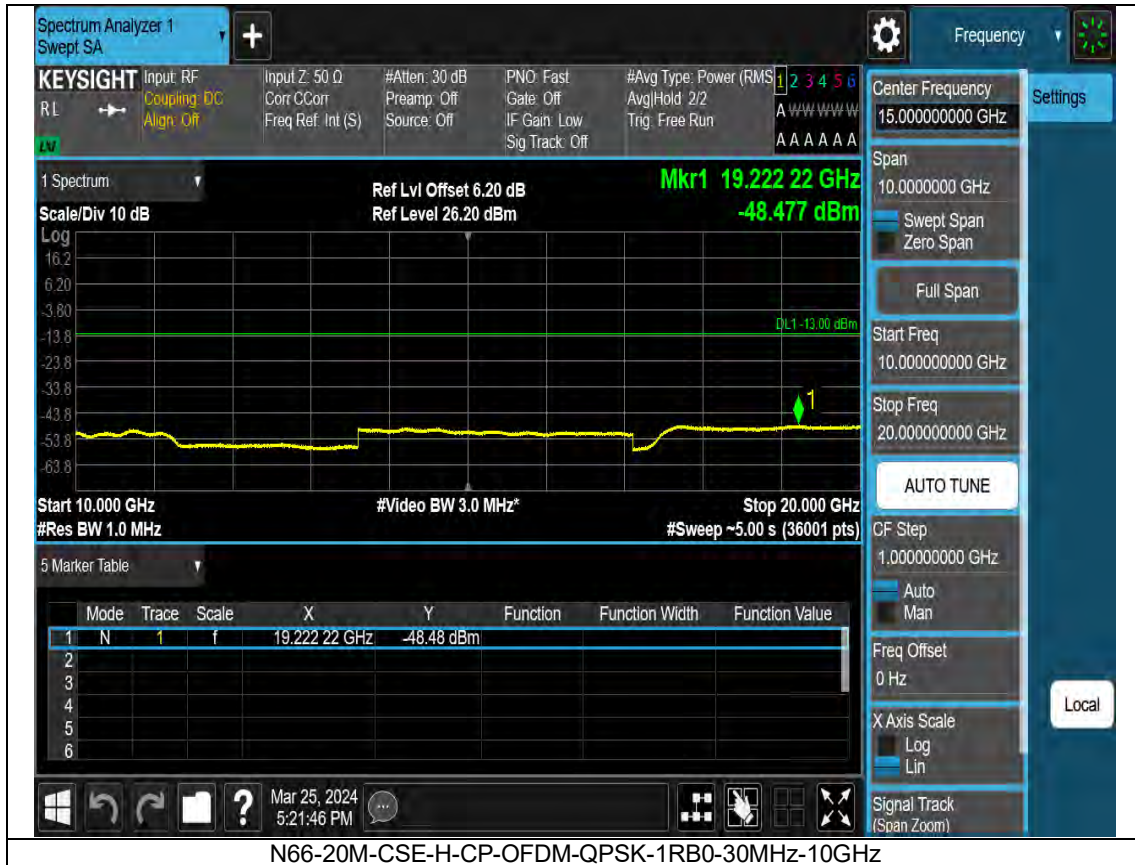 Spectrum Analyzer 1
Swept SA
+
Frequency
KEYSIGHT
RL
LXI
Input: RF
Coupling: DC
Align: Off
Input Z: 50 Ω
Corr CCorr
Freq Ref: Int (S)
#Atten: 30 dB
Preamp: Off
Source: Off
PNO: Fast
Gate: Off
IF Gain: Low
Sig Track: Off
#Avg Type: Power (RMS
Avg|Hold: 2/2
Trig: Free Run
1 2 3 4 5 6
A W W W W W
A A A A A A
Center Frequency
15.000000000 GHz
Settings
Span
10.0000000 GHz
Swept Span
Zero Span
Full Span
Start Freq
10.000000000 GHz
Stop Freq
20.000000000 GHz
AUTO TUNE
CF Step
1.000000000 GHz
Auto
Man
Freq Offset
0 Hz
X Axis Scale
Log
Lin
Signal Track
(Span Zoom)
Local
1 Spectrum
Scale/Div 10 dB
Ref Lvl Offset 6.20 dB
Ref Level 26.20 dBm
Mkr1 19.222 22 GHz
-48.477 dBm
Log
16.2
6.20
-3.80
-13.8
-23.8
-33.8
-43.8
-53.8
-63.8
DL1 -13.00 dBm
1
Start 10.000 GHz
#Video BW 3.0 MHz*
Stop 20.000 GHz
#Res BW 1.0 MHz
#Sweep ~5.00 s (36001 pts)
5 Marker Table
Mode Trace Scale X Y Function Function Width Function Value
1 N 1 f 19.222 22 GHz -48.48 dBm
2
3
4
5
6
?
Mar 25, 2024
5:21:46 PM
N66-20M-CSE-H-CP-OFDM-QPSK-1RB0-30MHz-10GHz